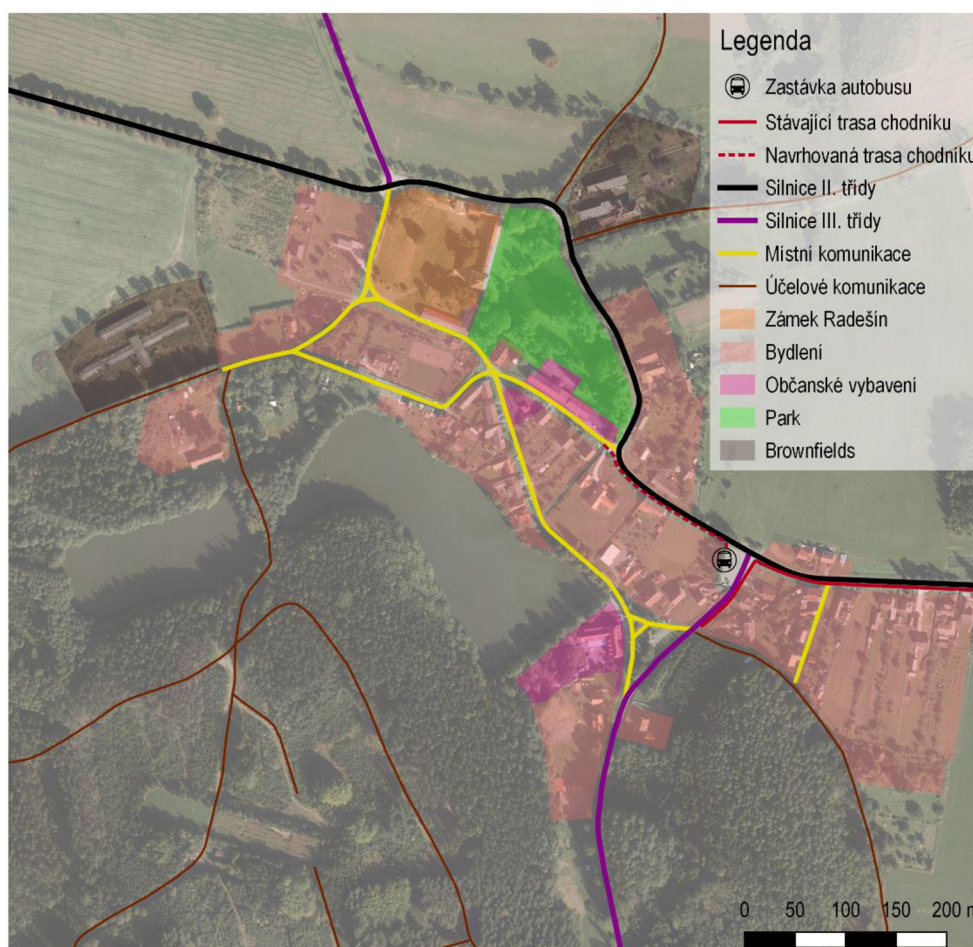 Legenda
Zastávka autobusu
Stávající trasa chodníku
Navrhovaná trasa chodníku
Silnice II. třídy
Silnice III. třídy
Místní komunikace
Účelové komunikace
Zámek Radešín
Bydlení
Občanské vybavení
Park
Brownfields
0 50 100 150 200 m